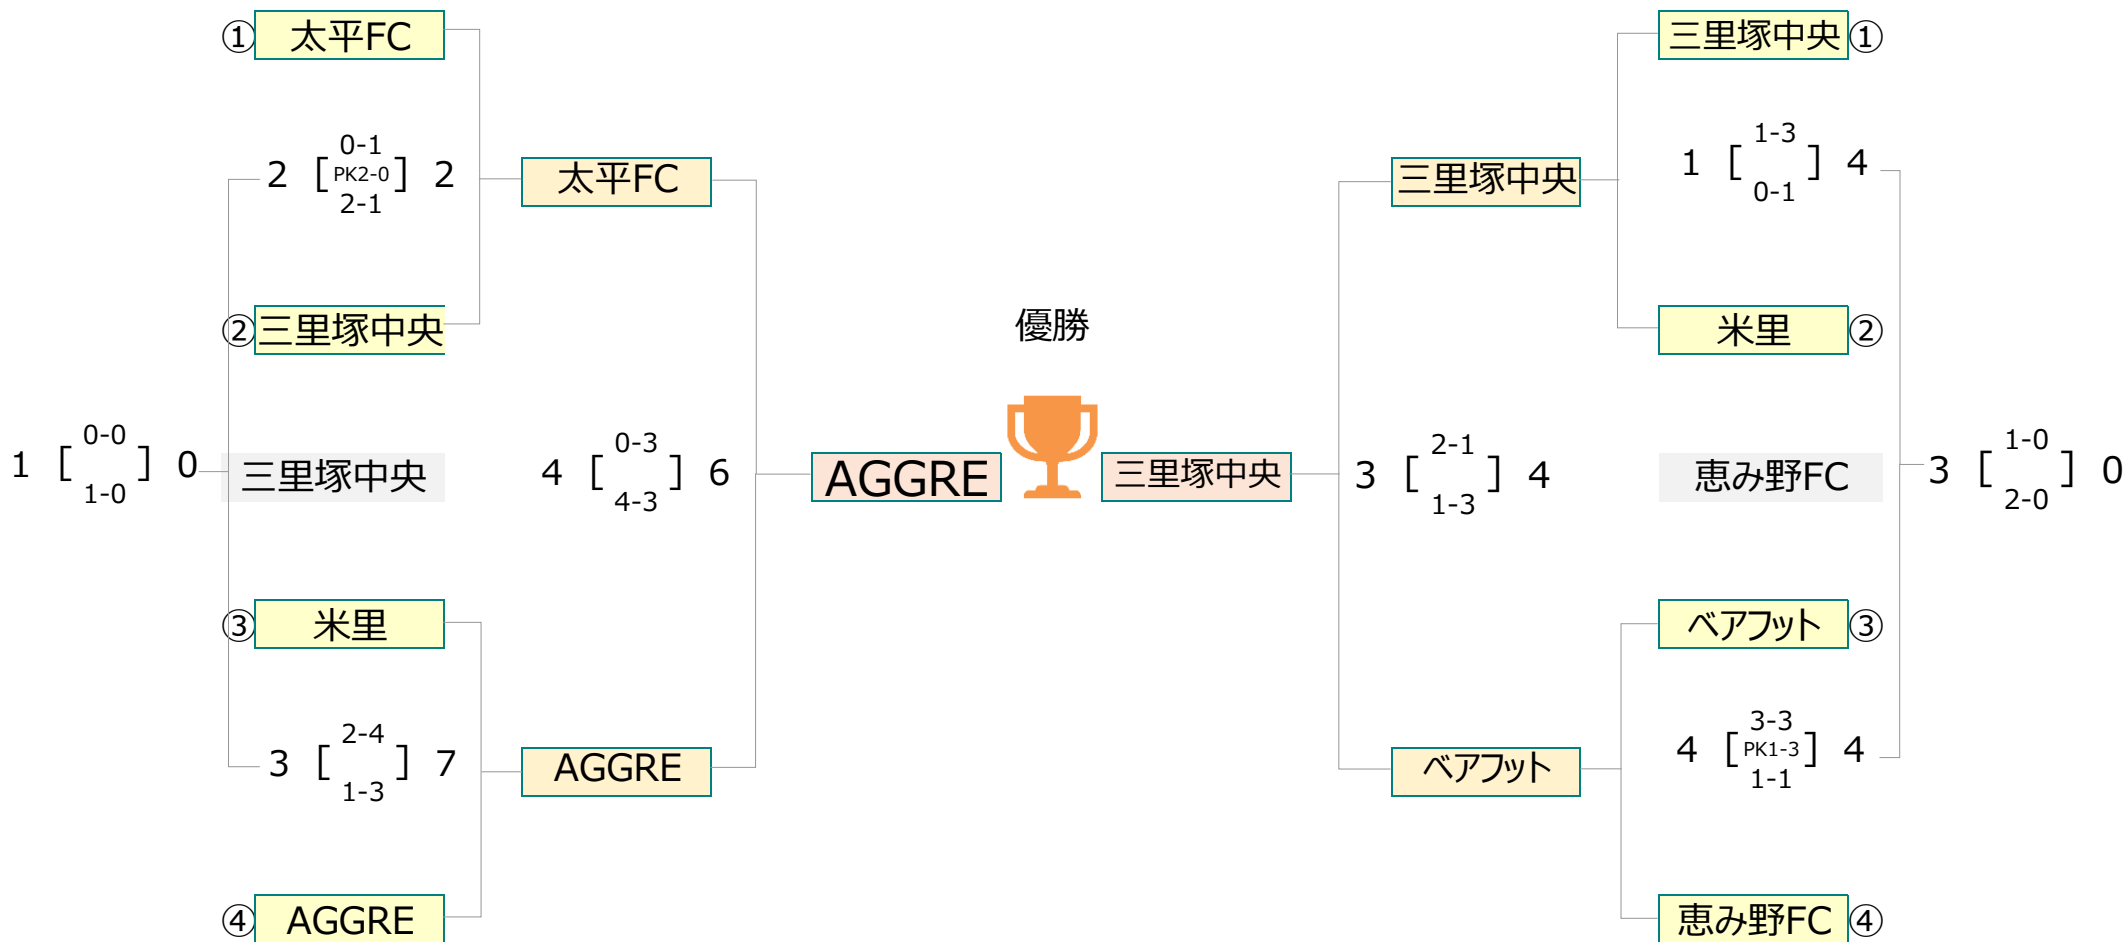 ① 太平FC
三里塚中央 ①
0-1
2 [ PK2-0 ] 2
2-1
太平FC
三里塚中央
1-3
1 [ ] 4
0-1
② 三里塚中央
優勝
米里 ②
0-0
1 [ ] 0
1-0
三里塚中央
0-3
4 [ ] 6
4-3
AGGRE
三里塚中央
2-1
3 [ ] 4
1-3
恵み野FC
1-0
3 [ ] 0
2-0
③ 米里
ベアフット ③
2-4
3 [ ] 7
1-3
AGGRE
ベアフット
3-3
4 [ PK1-3 ] 4
1-1
④ AGGRE
恵み野FC ④